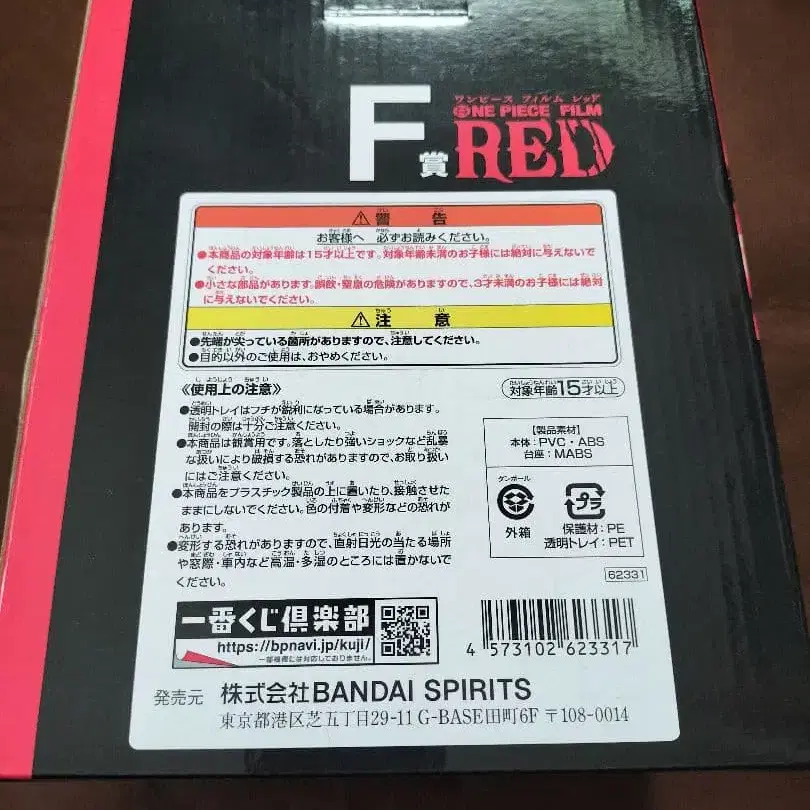 F賞
ワンピース フィルム レッド
ONE PIECE FILM
RED
⚠警告
お客様へ 必ずお読みください。
●本商品の対象年齢は15才以上です。対象年齢未満のお子様には絶対に与えないで
ください。
●小さな部品があります。誤飲・窒息の危険がありますので、3才未満のお子様には絶対
に与えないでください。
⚠注意
●先端が尖っている箇所がありますので、注意してください。
●目的以外のご使用は、おやめください。
《使用上の注意》
対象年齢15才以上
●透明トレイはフチが鋭利になっている場合があります。
開封の際は十分ご注意ください。
●本商品は観賞用です。落としたり強いショックなど乱暴
な扱いにより破損する恐れがありますので、お取り扱い
にはご注意ください。
●本商品をプラスチック製品の上に置いたり、接触させた
ままにしないでください。色の付着や変形などの恐れが
あります。
●変形する恐れがありますので、直射日光の当たる場所
や窓際・車内など高温・多湿のところには置かないで
ください。
【製品素材】
本体:PVC・ABS
台座:MABS
ダンボール
外箱
プラ
保護材:PE
透明トレイ:PET
62331
一番くじ倶楽部
https://bpnavi.jp/kuji/
一部機種には対応しておりません。
4 573102 623317
発売元 株式会社BANDAI SPIRITS
東京都港区芝五丁目29-11 G-BASE田町6F 〒108-0014